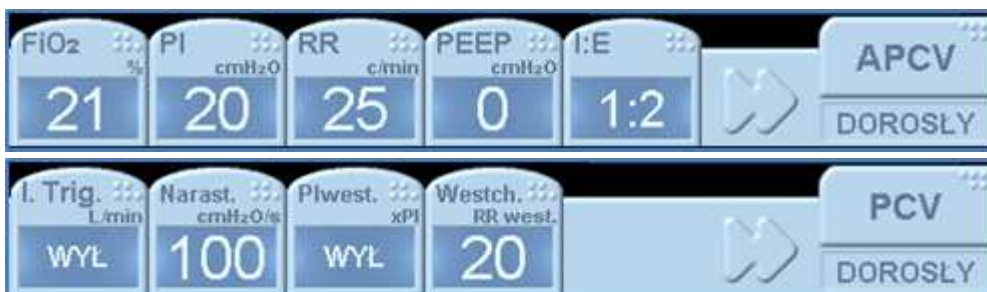 FiO₂ PI RR PEEP I:E
% cmH₂O c/min cmH₂O
21 20 25 0 1:2
APCV
DOROSŁY
I. Trig. Narast. PIwest. Westch.
L/min cmH₂O/s xPI RR west.
WYŁ 100 WYŁ 20
PCV
DOROSŁY